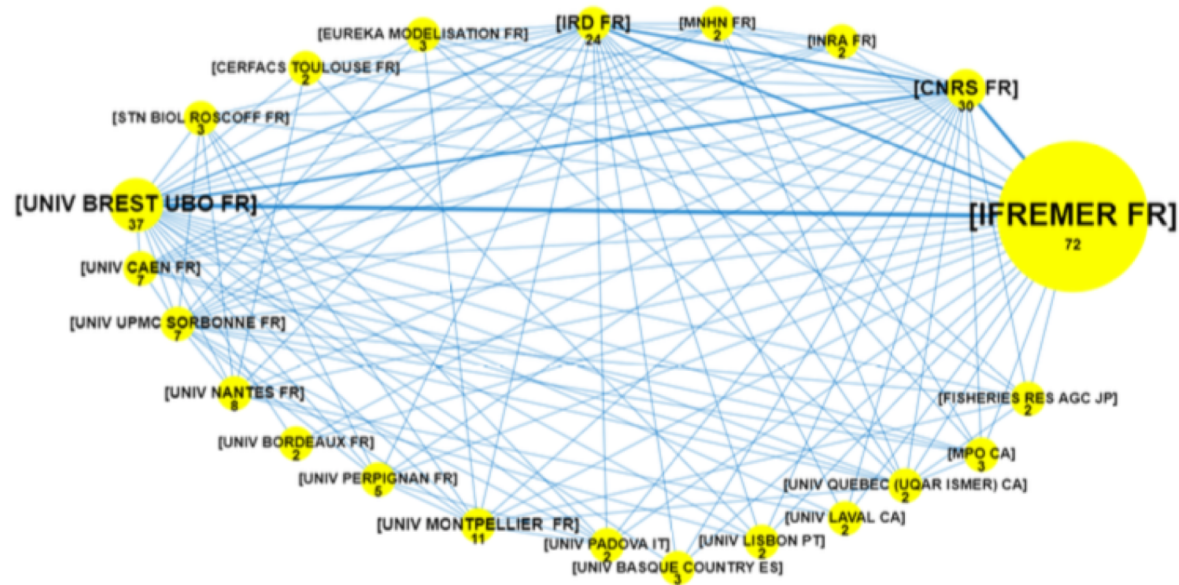 [IRD FR]
24
[MNHN FR]
2
[EUREKA MODELISATION FR]
3
[INRA FR]
2
[CERFACS TOULOUSE FR]
2
[CNRS FR]
30
[STN BIOL ROSCOFF FR]
3
[UNIV BREST UBO FR]
37
[IFREMER FR]
72
[UNIV CAEN FR]
7
[UNIV UPMC SORBONNE FR]
7
[UNIV NANTES FR]
8
[FISHERIES RES AGC JP]
2
[UNIV BORDEAUX FR]
2
[MPO CA]
3
[UNIV PERPIGNAN FR]
5
[UNIV QUEBEC (UQAR ISMER) CA]
2
[UNIV MONTPELLIER  FR]
11
[UNIV LAVAL CA]
2
[UNIV PADOVA IT]
2
[UNIV LISBON PT]
2
[UNIV BASQUE COUNTRY ES]
3